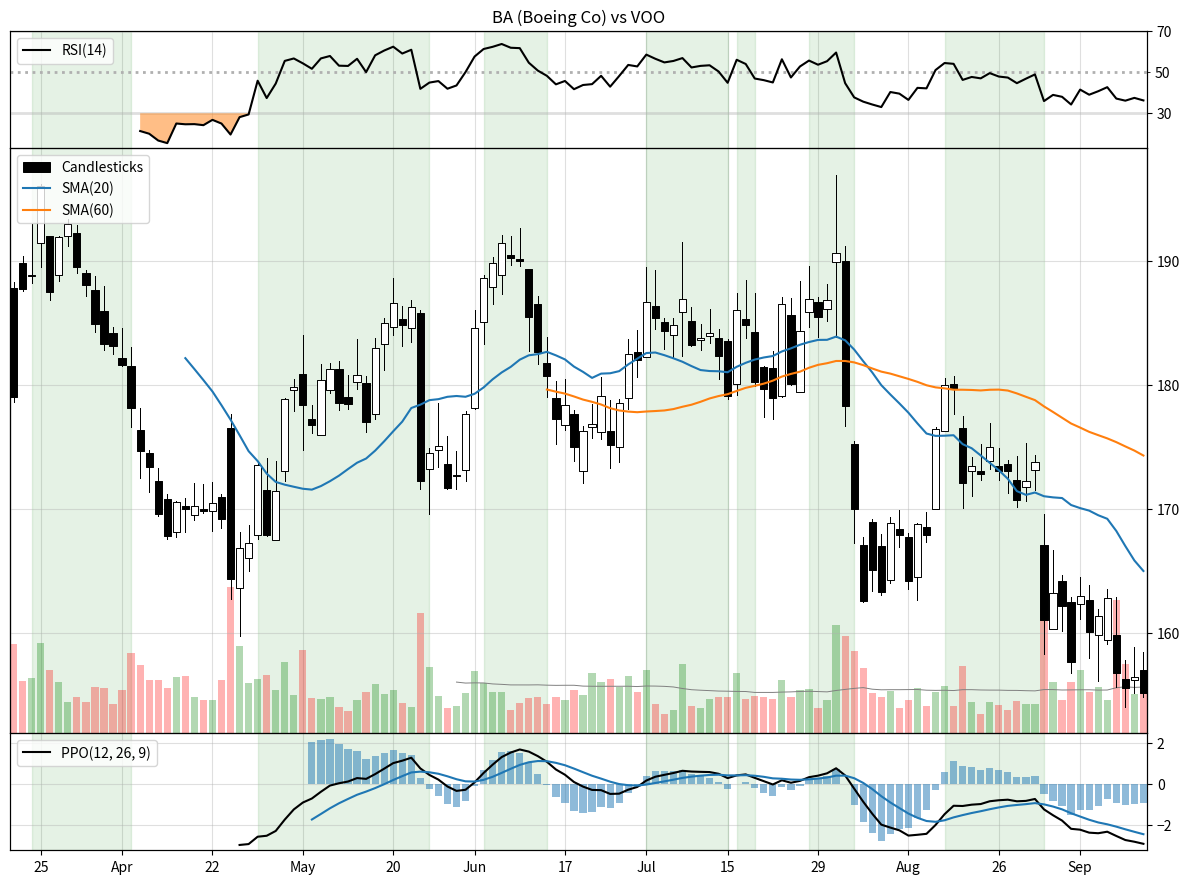 BA (Boeing Co) vs VOO
RSI(14)
70
50
30
Candlesticks
SMA(20)
SMA(60)
190
180
170
160
PPO(12, 26, 9)
2
0
−2
25 Apr 22 May 20 Jun 17 Jul 15 29 Aug 26 Sep